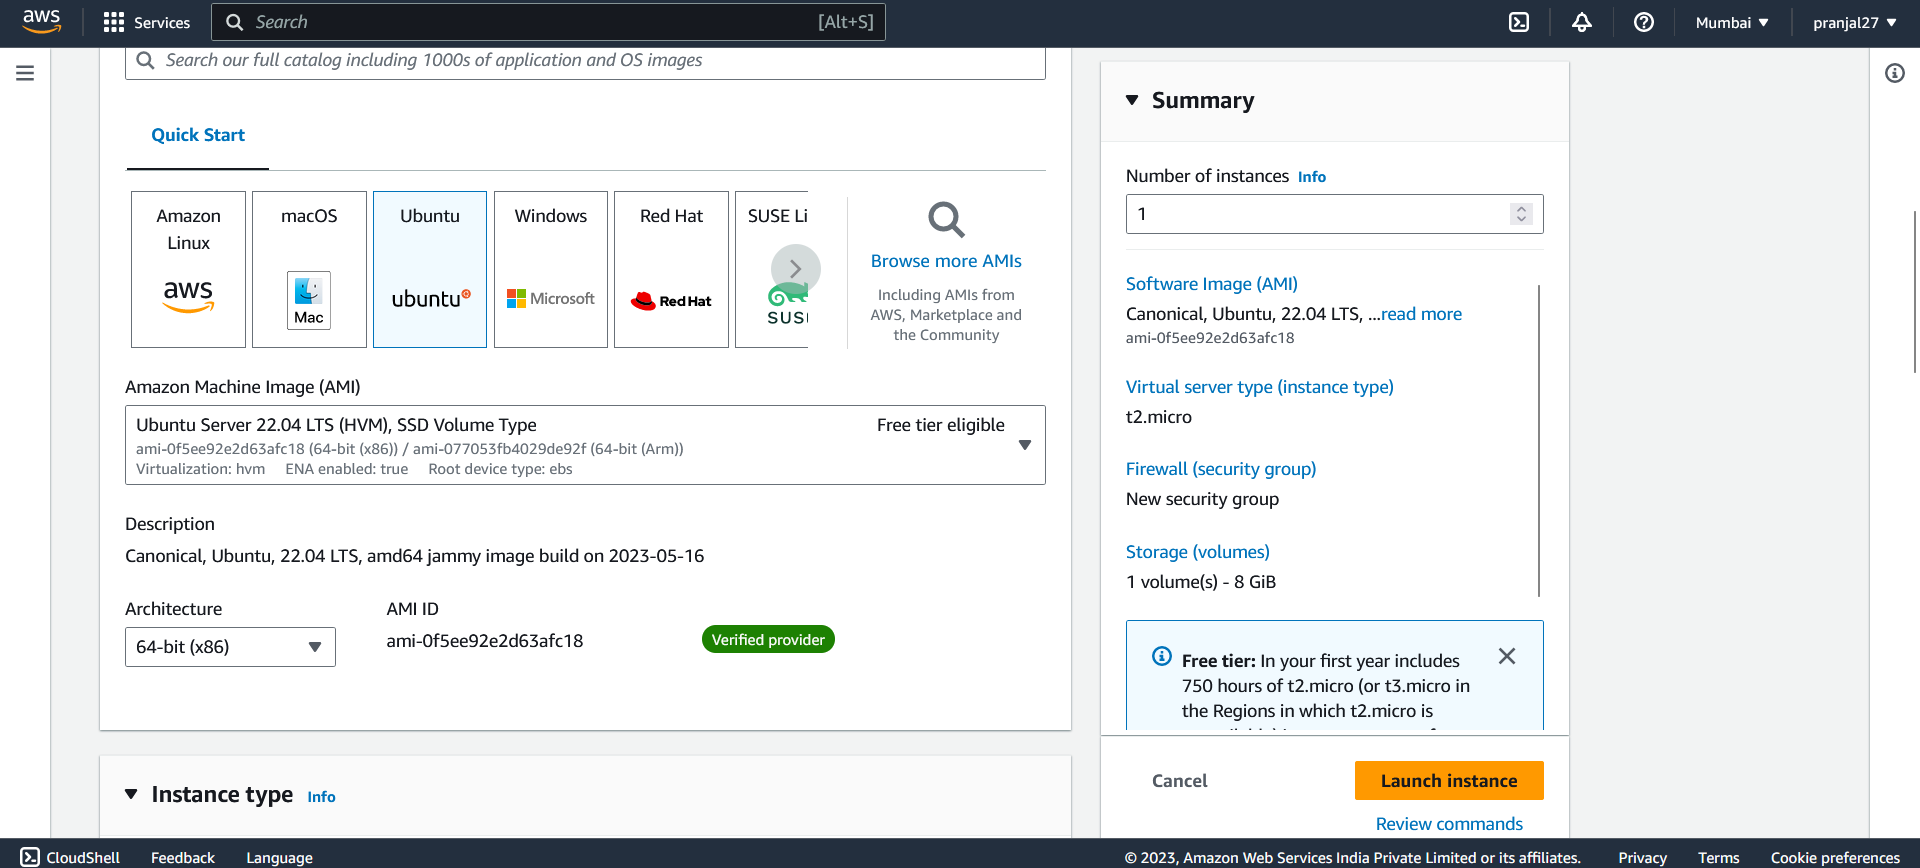 aws
Services
Search [Alt+S]
Mumbai
pranjal27
Search our full catalog including 1000s of application and OS images
Quick Start
Amazon
Linux
aws
macOS
Mac
Ubuntu
ubuntu
Windows
Microsoft
Red Hat
Red Hat
SUSE Li
SUS
Browse more AMIs
Including AMIs from
AWS, Marketplace and
the Community
Amazon Machine Image (AMI)
Ubuntu Server 22.04 LTS (HVM), SSD Volume Type
Free tier eligible
ami-0f5ee92e2d63afc18 (64-bit (x86)) / ami-077053fb4029de92f (64-bit (Arm))
Virtualization: hvm ENA enabled: true Root device type: ebs
Description
Canonical, Ubuntu, 22.04 LTS, amd64 jammy image build on 2023-05-16
Architecture
64-bit (x86)
AMI ID
ami-0f5ee92e2d63afc18
Verified provider
Instance type Info
Summary
Number of instances Info
1
Software Image (AMI)
Canonical, Ubuntu, 22.04 LTS, ...read more
ami-0f5ee92e2d63afc18
Virtual server type (instance type)
t2.micro
Firewall (security group)
New security group
Storage (volumes)
1 volume(s) - 8 GiB
Free tier: In your first year includes
750 hours of t2.micro (or t3.micro in
the Regions in which t2.micro is
Cancel
Launch instance
Review commands
CloudShell Feedback Language
© 2023, Amazon Web Services India Private Limited or its affiliates. Privacy Terms Cookie preferences